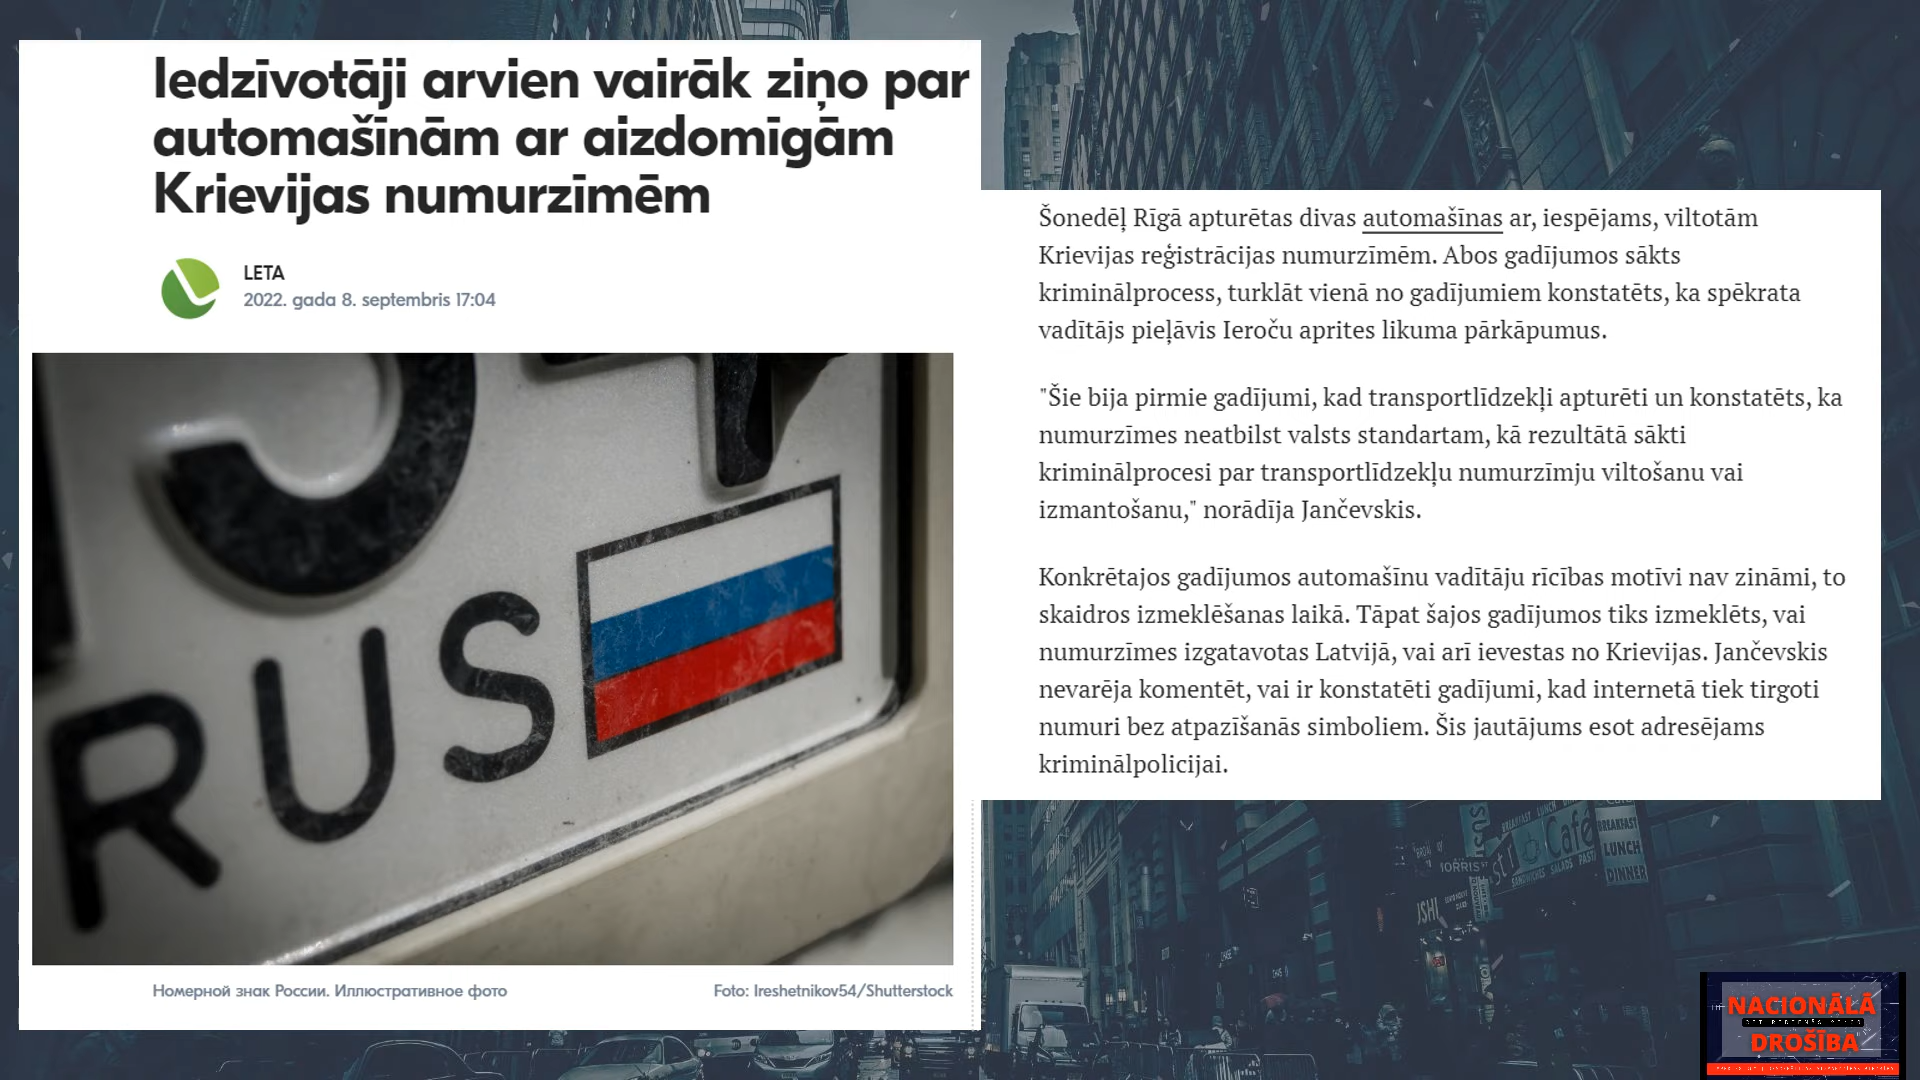 Iedzīvotāji arvien vairāk ziņo par
automašīnām ar aizdomīgām
Krievijas numurzīmēm
LETA
2022. gada 8. septembris 17:04
RUS
Номерной знак России. Иллюстративное фото
Foto: Ireshetnikov54/Shutterstock
Šonedēļ Rīgā apturētas divas automašīnas ar, iespējams, viltotām
Krievijas reģistrācijas numurzīmēm. Abos gadījumos sākts
kriminālprocess, turklāt vienā no gadījumiem konstatēts, ka spēkrata
vadītājs pieļāvis Ieroču aprites likuma pārkāpumus.
"Šie bija pirmie gadījumi, kad transportlīdzekļi apturēti un konstatēts, ka
numurzīmes neatbilst valsts standartam, kā rezultātā sākti
kriminālprocesi par transportlīdzekļu numurzīmju viltošanu vai
izmantošanu," norādīja Jančevskis.
Konkrētajos gadījumos automašīnu vadītāju rīcības motīvi nav zināmi, to
skaidros izmeklēšanas laikā. Tāpat šajos gadījumos tiks izmeklēts, vai
numurzīmes izgatavotas Latvijā, vai arī ievestas no Krievijas. Jančevskis
nevarēja komentēt, vai ir konstatēti gadījumi, kad internetā tiek tirgoti
numuri bez atpazīšanās simboliem. Šis jautājums esot adresējams
kriminālpolicijai.
Café
BREAKFAST
LUNCH
DINNER
NACIONĀLĀ
DROŠĪBA